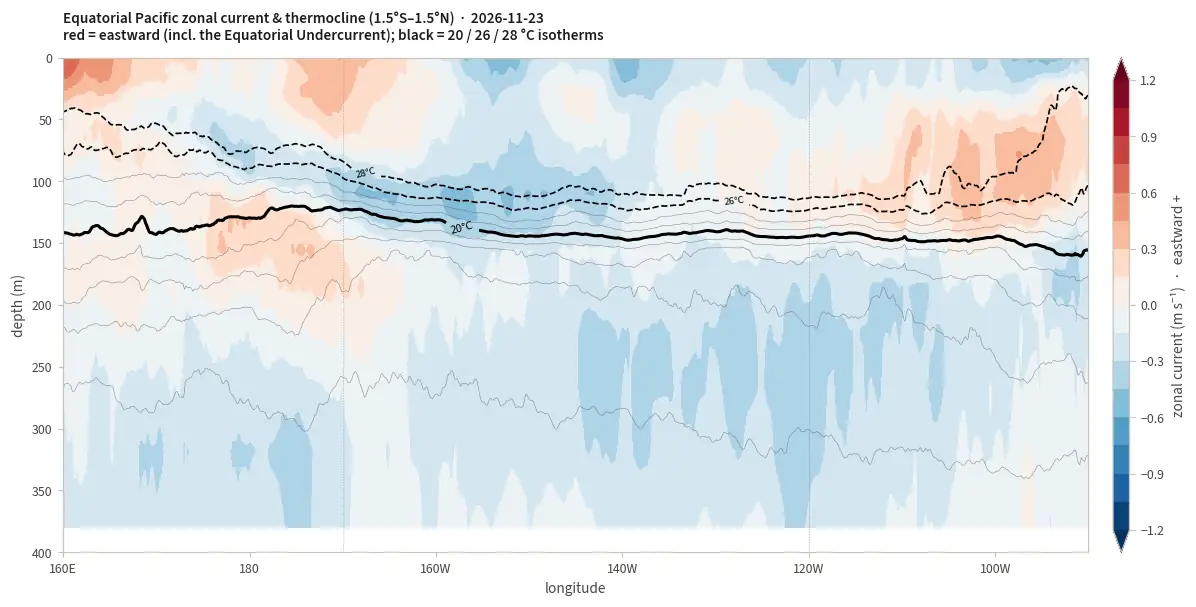 Equatorial Pacific zonal current & thermocline (1.5°S–1.5°N) · 2026-11-23
red = eastward (incl. the Equatorial Undercurrent); black = 20 / 26 / 28 °C isotherms
0
50
100
150
200
250
300
350
400
depth (m)
28°C
26°C
20°C
160E
180
160W
140W
120W
100W
longitude
1.2
0.9
0.6
0.3
0.0
−0.3
−0.6
−0.9
−1.2
zonal current (m s⁻¹) · eastward +